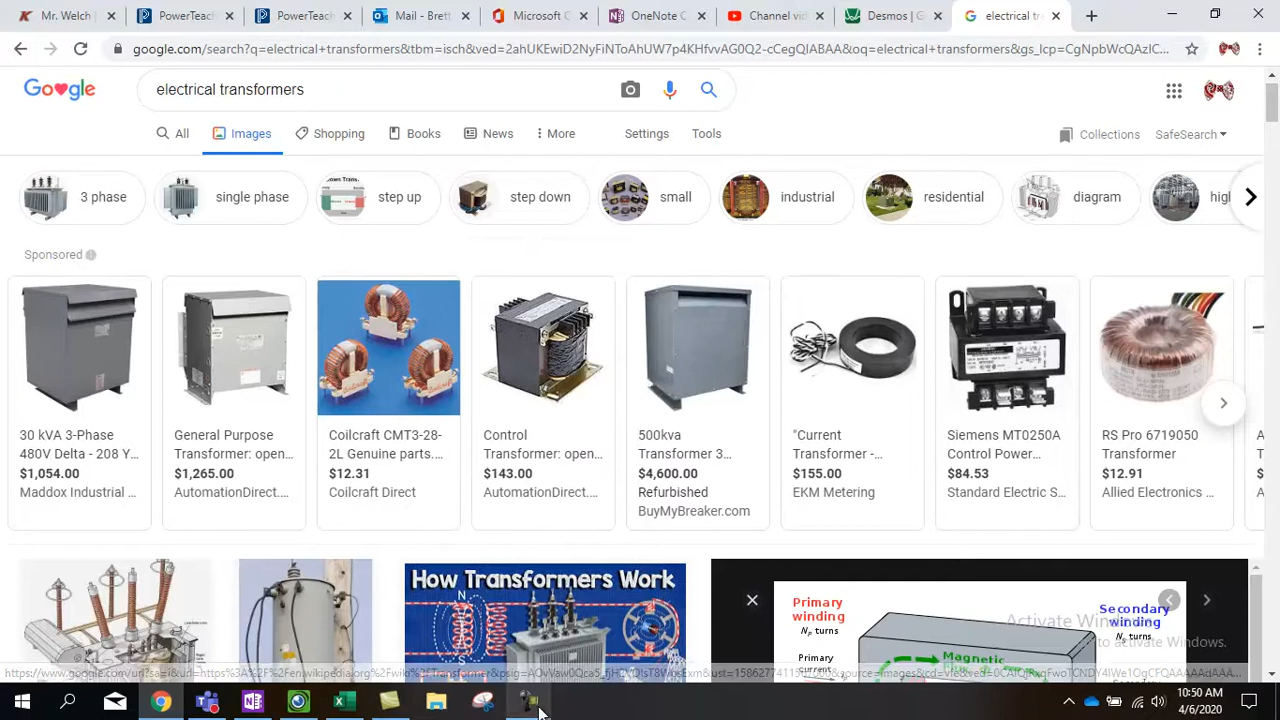 Mr. Welch
PowerTeach
PowerTeach
Mail - Brett
Microsoft C
OneNote C
Channel vid
Desmos | G
electrical tr
google.com/search?q=electrical+transformers&tbm=isch&ved=2ahUKEwiD2NyFiNToAhUW7p4KHfvvAG0Q2-cCegQIABAA&oq=electrical+transformers&gs_lcp=CgNpbWcQAzIC...
Google
electrical transformers
All
Images
Shopping
Books
News
More
Settings
Tools
Collections
SafeSearch
3 phase
single phase
step up
step down
small
industrial
residential
diagram
hig
Sponsored
30 kVA 3-Phase
480V Delta - 208 Y...
$1,054.00
Maddox Industrial ...
General Purpose
Transformer: open...
$1,265.00
AutomationDirect....
Coilcraft CMT3-28-
2L Genuine parts....
$12.31
Coilcraft Direct
Control
Transformer: open...
$143.00
AutomationDirect....
500kva
Transformer 3...
$4,600.00
Refurbished
BuyMyBreaker.com
"Current
Transformer -...
$155.00
EKM Metering
Siemens MT0250A
Control Power...
$84.53
Standard Electric S...
RS Pro 6719050
Transformer
$12.91
Allied Electronics ...
How Transformers Work
N
S
Primary
winding
Np turns
Primary
current
Magnetic
Secondary
winding
Ns turns
Activate Windows
to activate Windows.
10:50 AM
4/6/2020